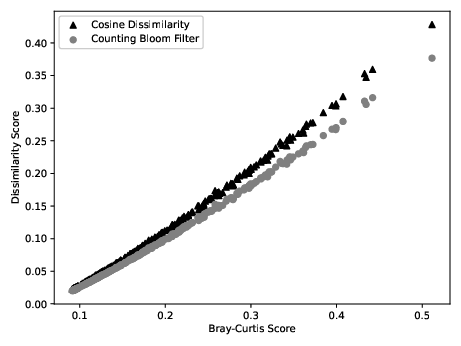 Cosine Dissimilarity
Counting Bloom Filter
0.40
0.35
0.30
0.25
0.20
0.15
0.10
0.05
0.00
Dissimilarity Score
0.1 0.2 0.3 0.4 0.5
Bray-Curtis Score